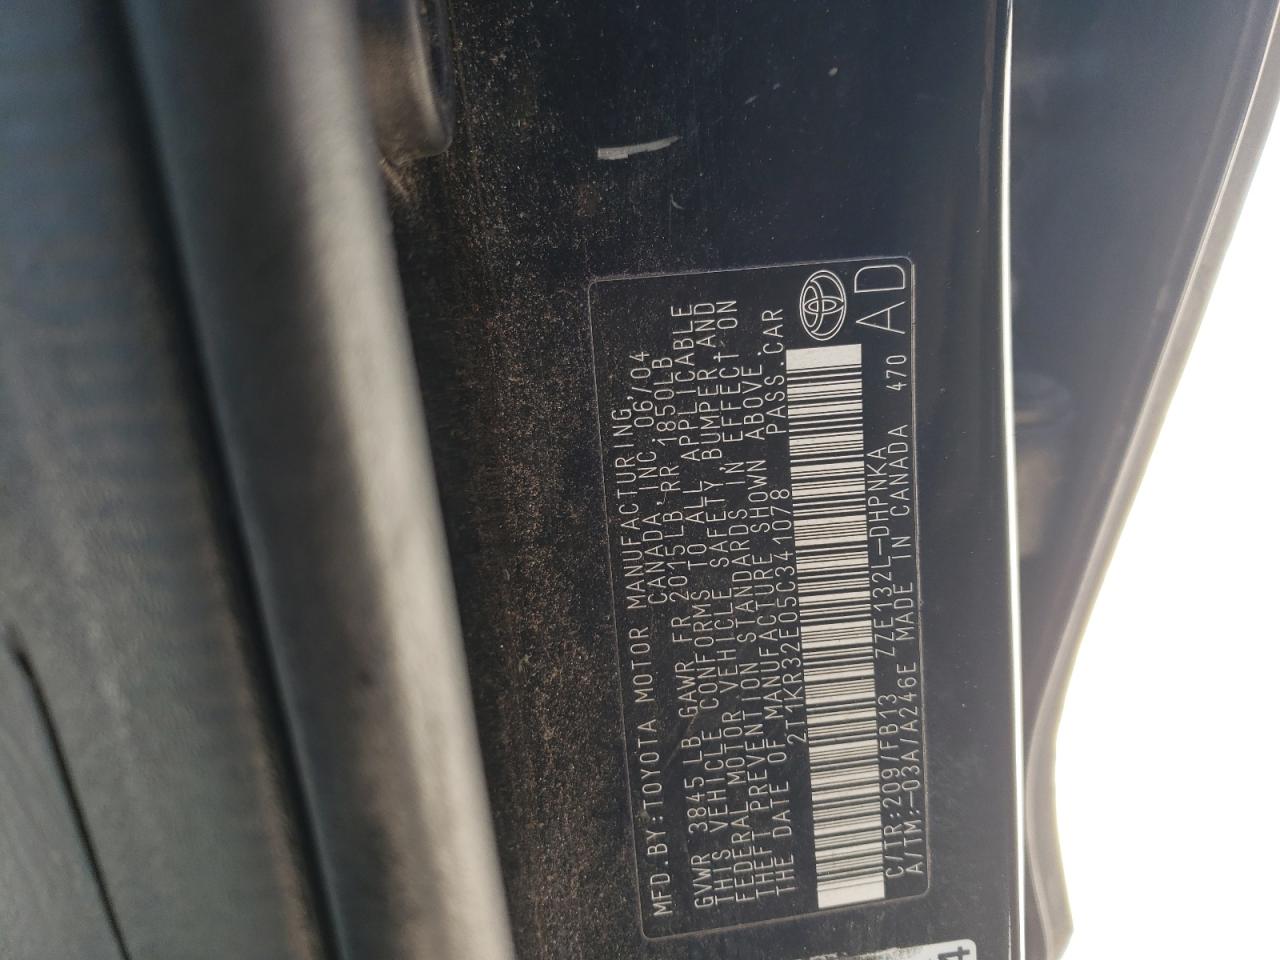 MFD.BY:TOYOTA MOTOR MANUFACTURING,
CANADA, INC. 06/04
GVWR 3845 LB GAWR FR 2015LB RR 1850LB
THIS VEHICLE CONFORMS TO ALL APPLICABLE
FEDERAL MOTOR VEHICLE SAFETY, BUMPER, AND
THEFT PREVENTION STANDARDS IN EFFECT ON
THE DATE OF MANUFACTURE SHOWN ABOVE.
2T1KR32E05C341078 PASS.CAR
C/TR:209/FB13 ZZE132L-DHPNKA
A/TM:-03A/A246E MADE IN CANADA 470 AD